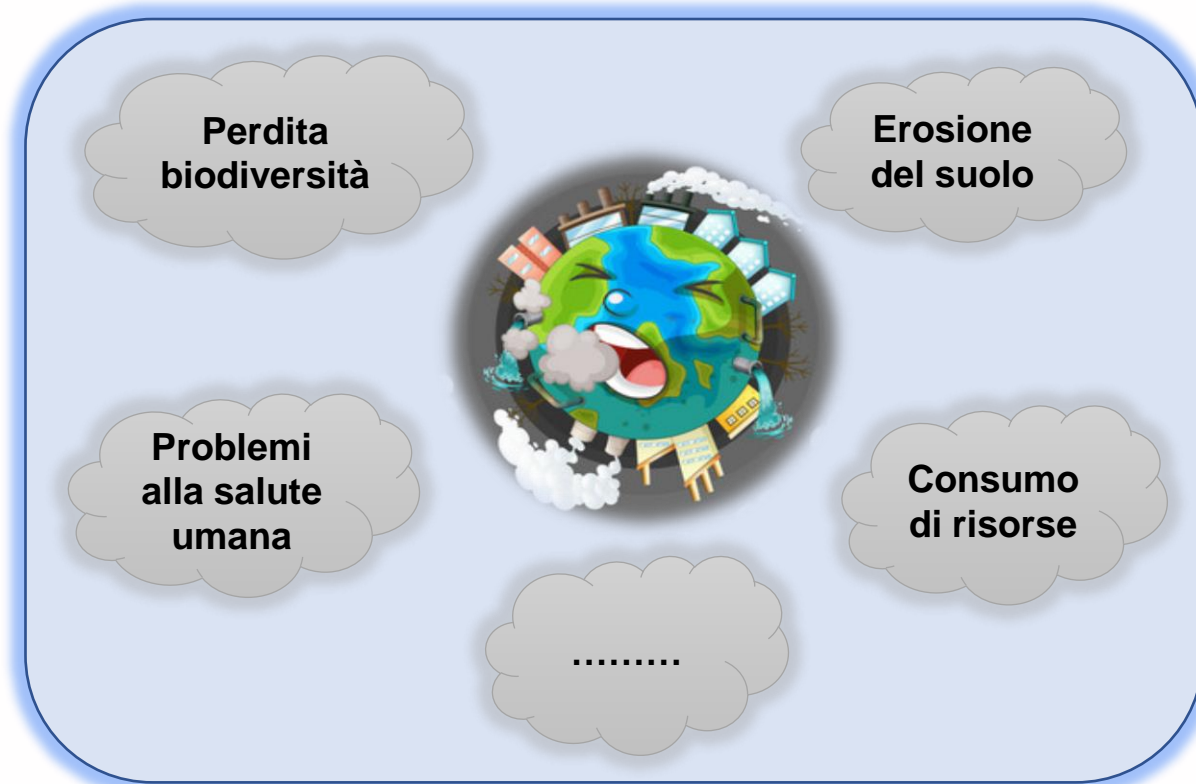 Perdita
biodiversità
Erosione
del suolo
Problemi
alla salute
umana
Consumo
di risorse
.........